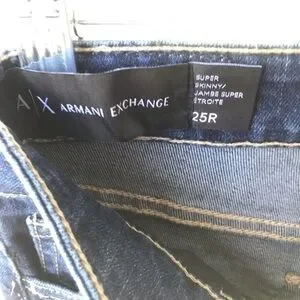 A|X ARMANI EXCHANGE
SUPER
SKINNY/
JAMBE SUPER
ÉTROITE
25R